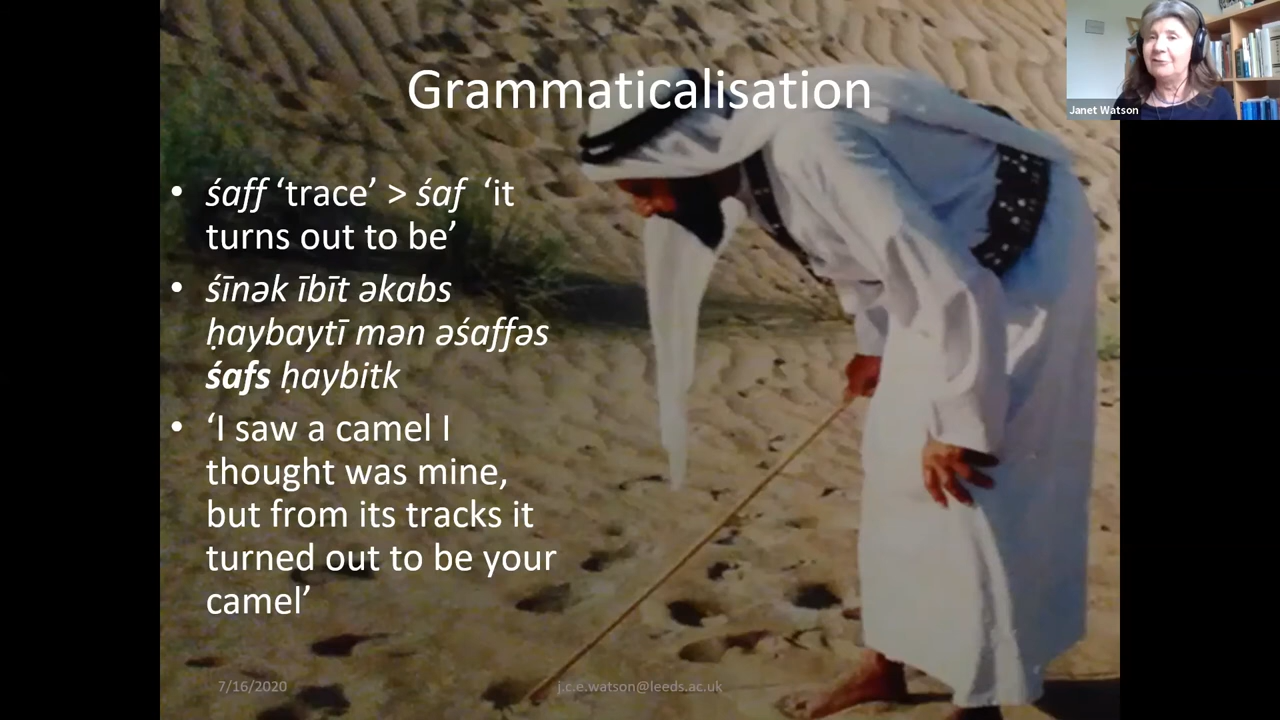 Grammaticalisation
• śaff ‘trace’ > śaf ‘it
turns out to be’
• śīnək ībīt əkabs
ḥaybaytī mən əśaffəs
śafs ḥaybitk
• ‘I saw a camel I
thought was mine,
but from its tracks it
turned out to be your
camel’
7/16/2020
j.c.e.watson@leeds.ac.uk
Janet Watson